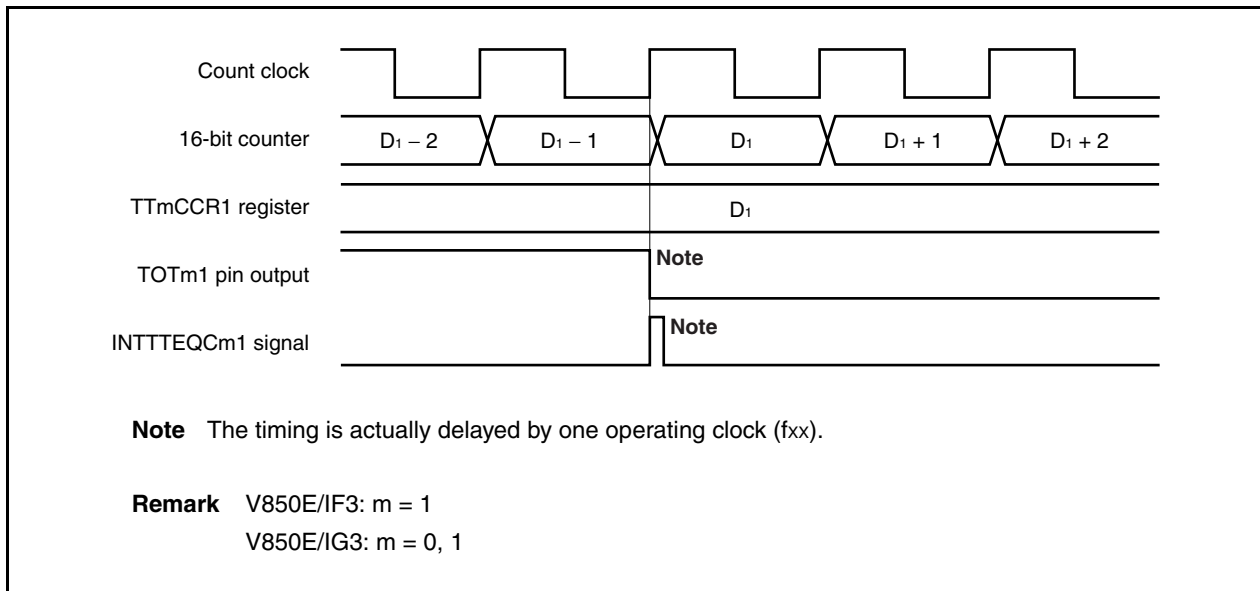 Count clock
16-bit counter D₁ − 2 D₁ − 1 D₁ D₁ + 1 D₁ + 2
TTmCCR1 register D₁
TOTm1 pin output Note
INTTTEQCm1 signal Note
Note The timing is actually delayed by one operating clock (fxx).
Remark V850E/IF3: m = 1
V850E/IG3: m = 0, 1